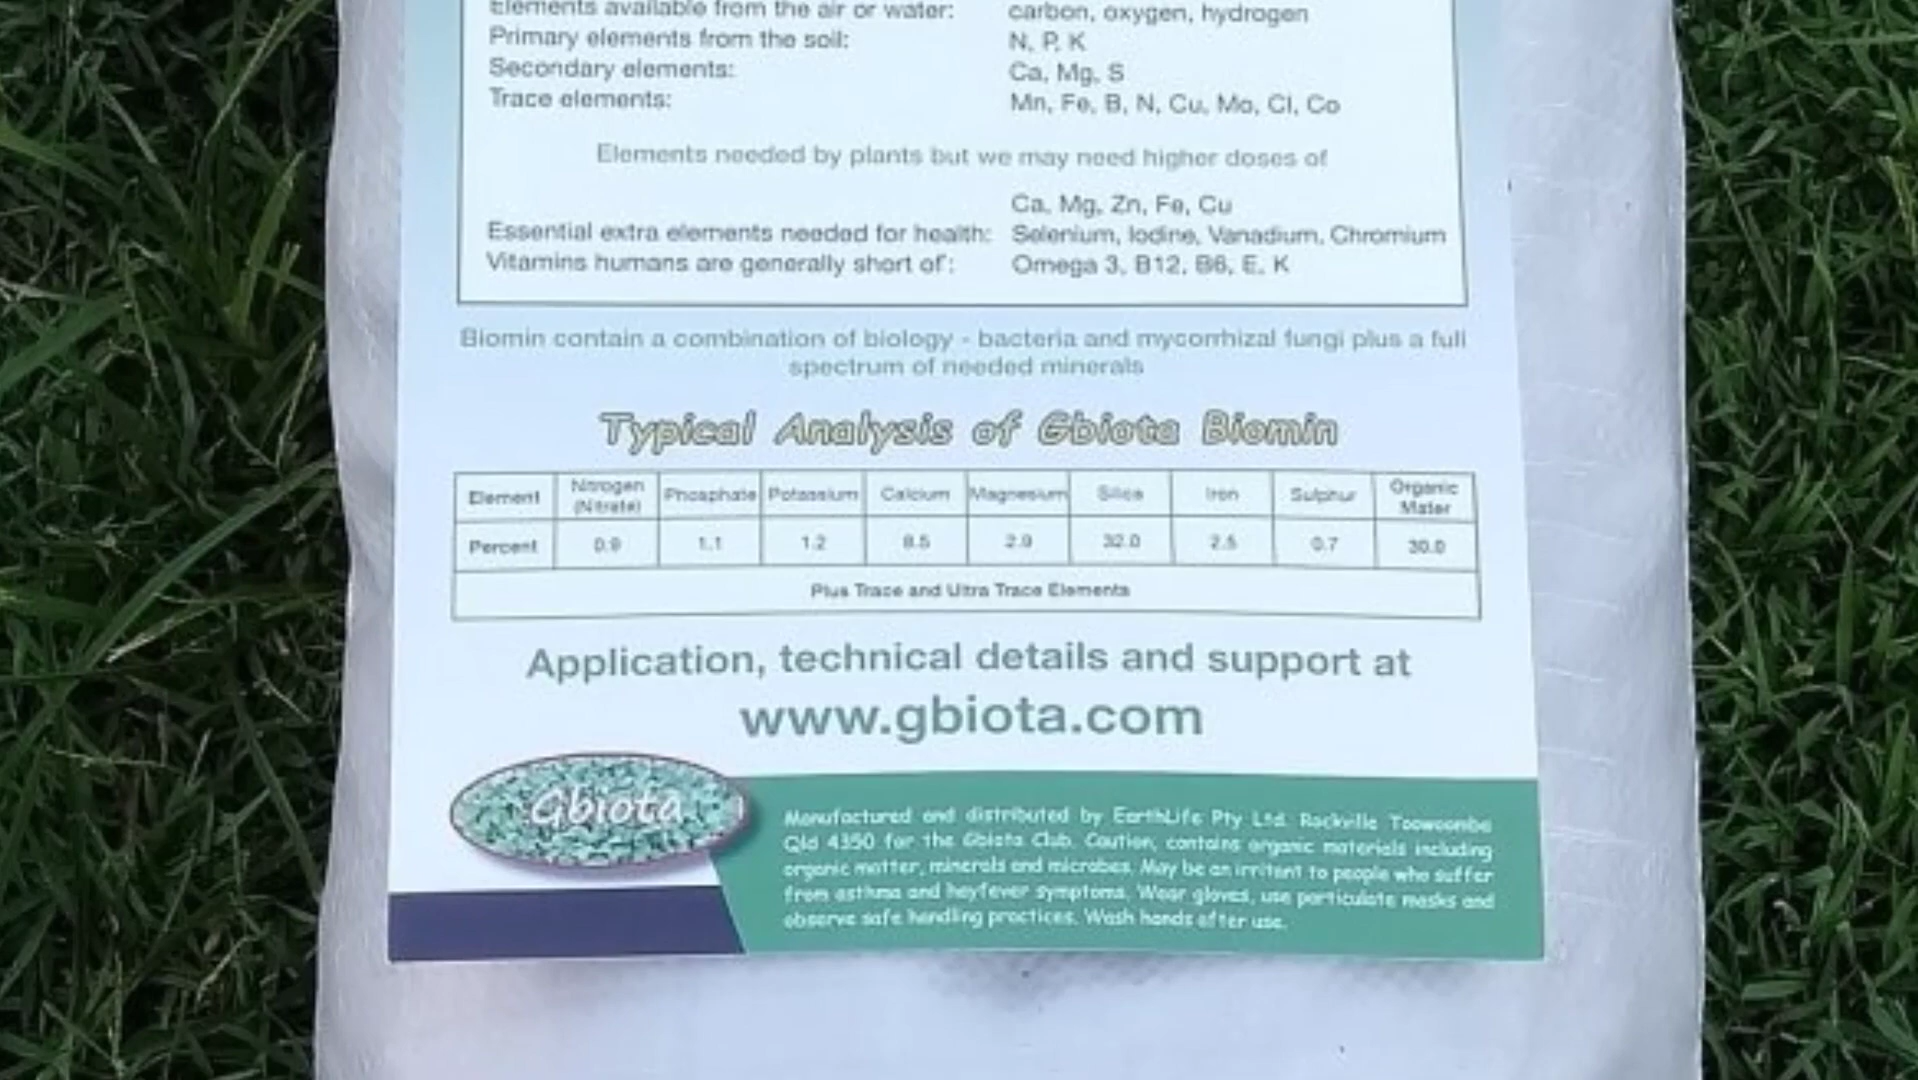 Elements available from the air or water: carbon, oxygen, hydrogen
Primary elements from the soil: N, P, K
Secondary elements: Ca, Mg, S
Trace elements: Mn, Fe, B, N, Cu, Mo, Cl, Co
Elements needed by plants but we may need higher doses of
Ca, Mg, Zn, Fe, Cu
Essential extra elements needed for health: Selenium, Iodine, Vanadium, Chromium
Vitamins humans are generally short of: Omega 3, B12, B6, E, K
Biomin contain a combination of biology - bacteria and mycorrhizal fungi plus a full
spectrum of needed minerals
Typical Analysis of Gbiota Biomin
Element Nitrogen (Nitrate) Phosphate Potassium Calcium Magnesium Silica Iron Sulphur Organic Mater
Percent 0.9 1.1 1.2 8.5 2.9 32.0 2.5 0.7 30.0
Plus Trace and Ultra Trace Elements
Application, technical details and support at
www.gbiota.com
Gbiota
Manufactured and distributed by EarthLife Pty Ltd. Rockville Toowoomba
Qld 4350 for the Gbiota Club. Caution, contains organic materials including
organic matter, minerals and microbes. May be an irritant to people who suffer
from asthma and hayfever symptoms. Wear gloves, use particulate masks and
observe safe handling practices. Wash hands after use.